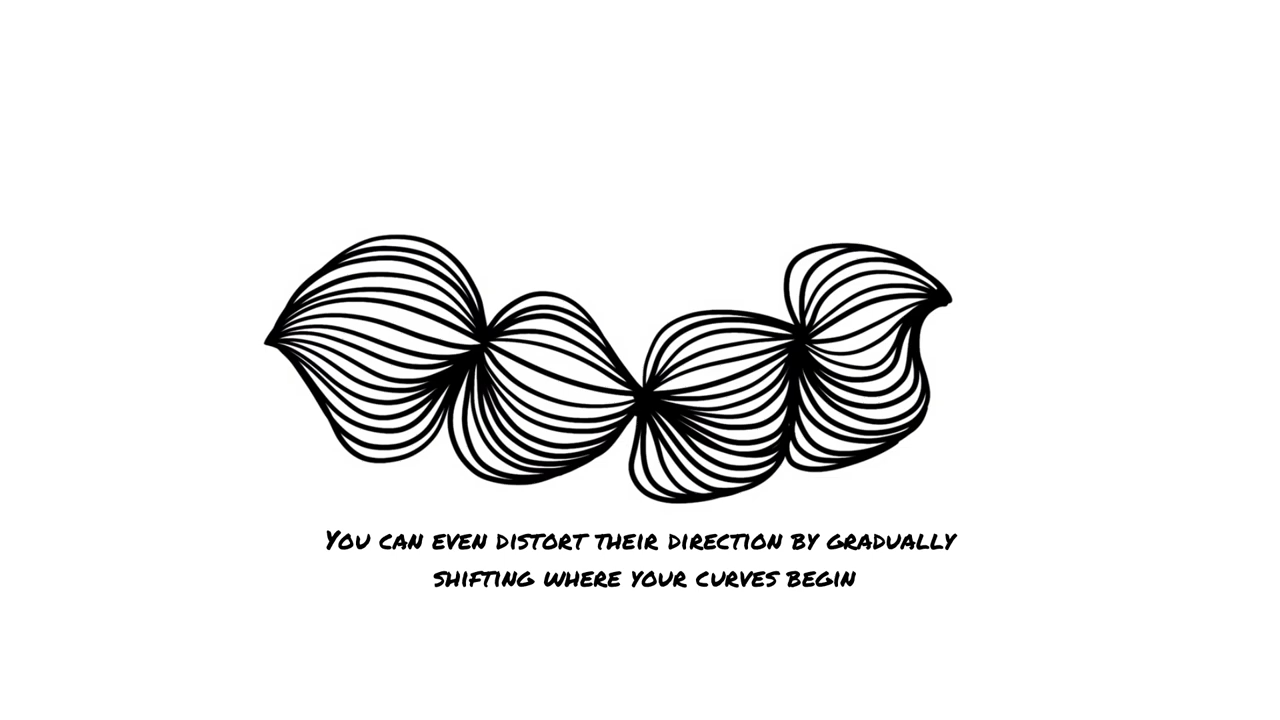 You can even distort their direction by gradually
shifting where your curves begin